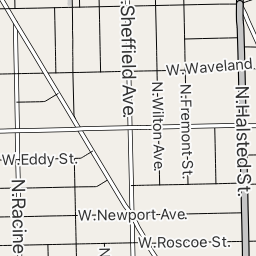 N. Sheffield Ave.
W. Waveland
N. Wilton Ave.
N. Fremont St.
N. Halsted St.
W. Eddy St.
N. Racine
W. Newport Ave.
W. Roscoe St.